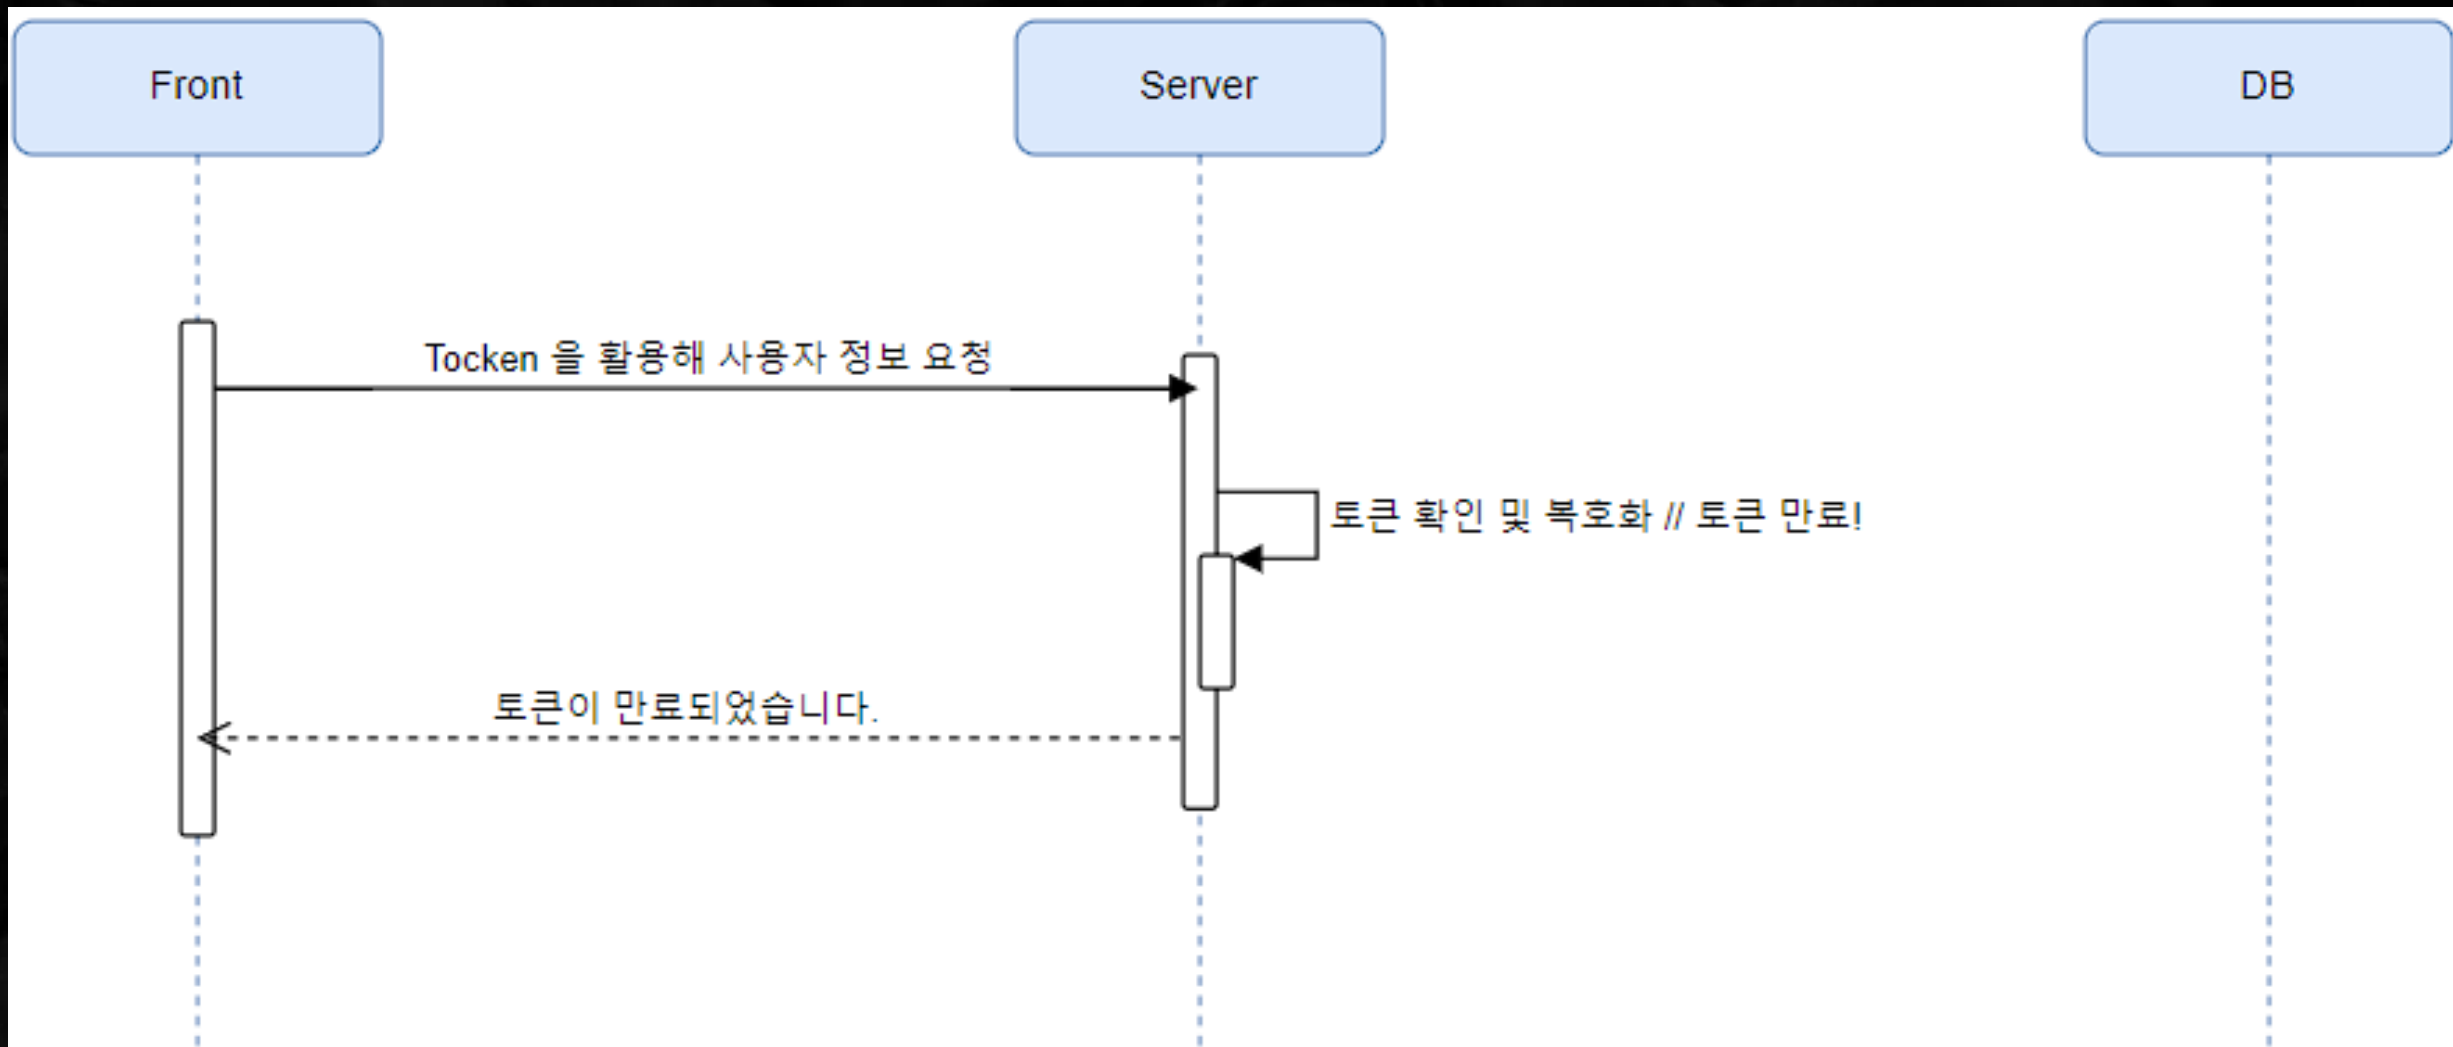 Front
Server
DB
Tocken 을 활용해 사용자 정보 요청
토큰 확인 및 복호화 // 토큰 만료!
토큰이 만료되었습니다.